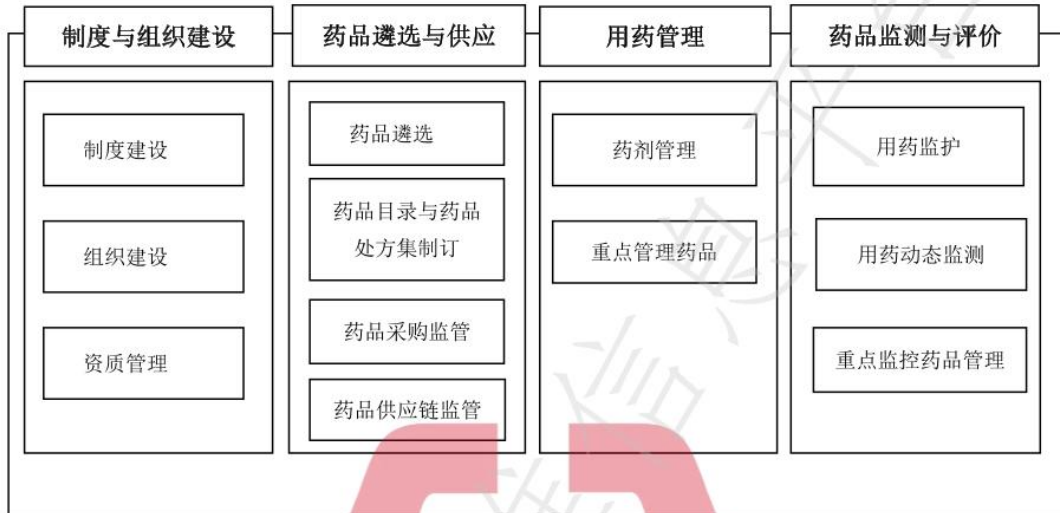 制度与组织建设
药品遴选与供应
用药管理
药品监测与评价
制度建设
组织建设
资质管理
药品遴选
药品目录与药品
处方集制订
药品采购监管
药品供应链监管
药剂管理
重点管理药品
用药监护
用药动态监测
重点监控药品管理